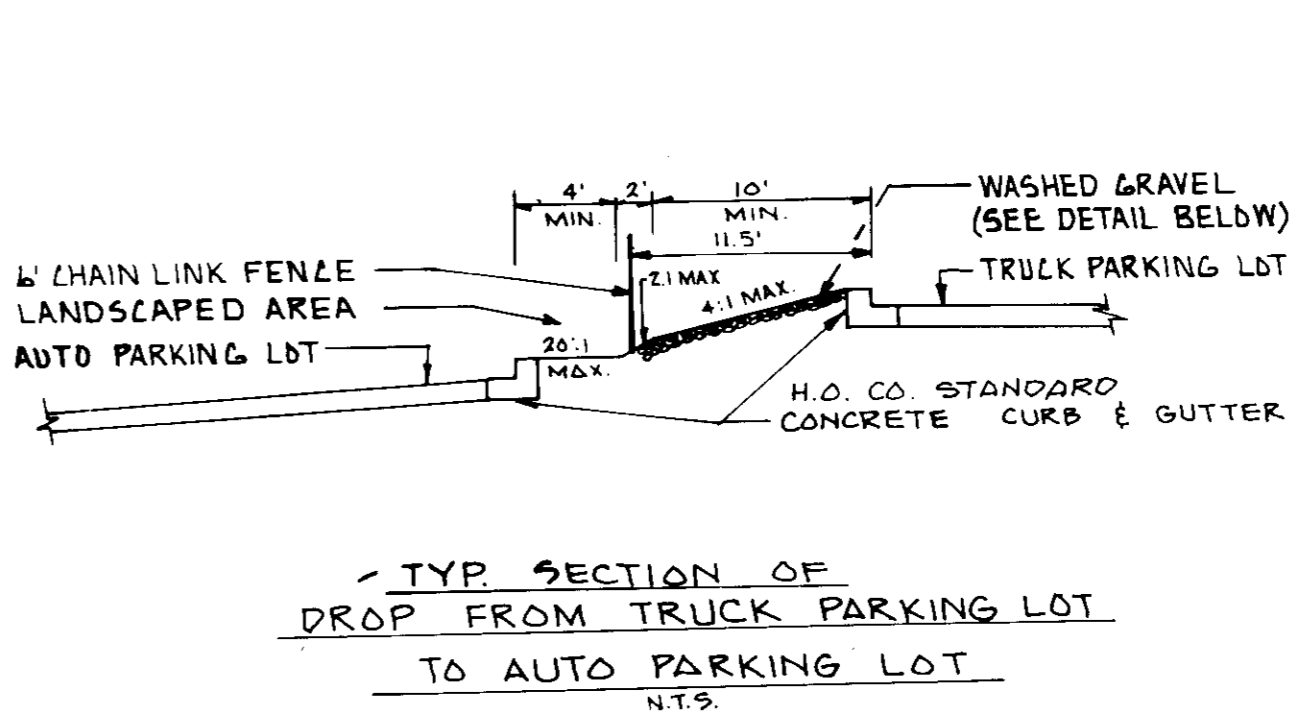 4' 2' 10'
MIN. MIN.
11.5'
WASHED GRAVEL
(SEE DETAIL BELOW)
TRUCK PARKING LOT
6' CHAIN LINK FENCE
LANDSCAPED AREA
AUTO PARKING LOT
2:1 MAX
4:1 MAX.
20:1
MAX.
H.O. CO. STANDARD
CONCRETE CURB & GUTTER
TYP. SECTION OF
DROP FROM TRUCK PARKING LOT
TO AUTO PARKING LOT
N.T.S.